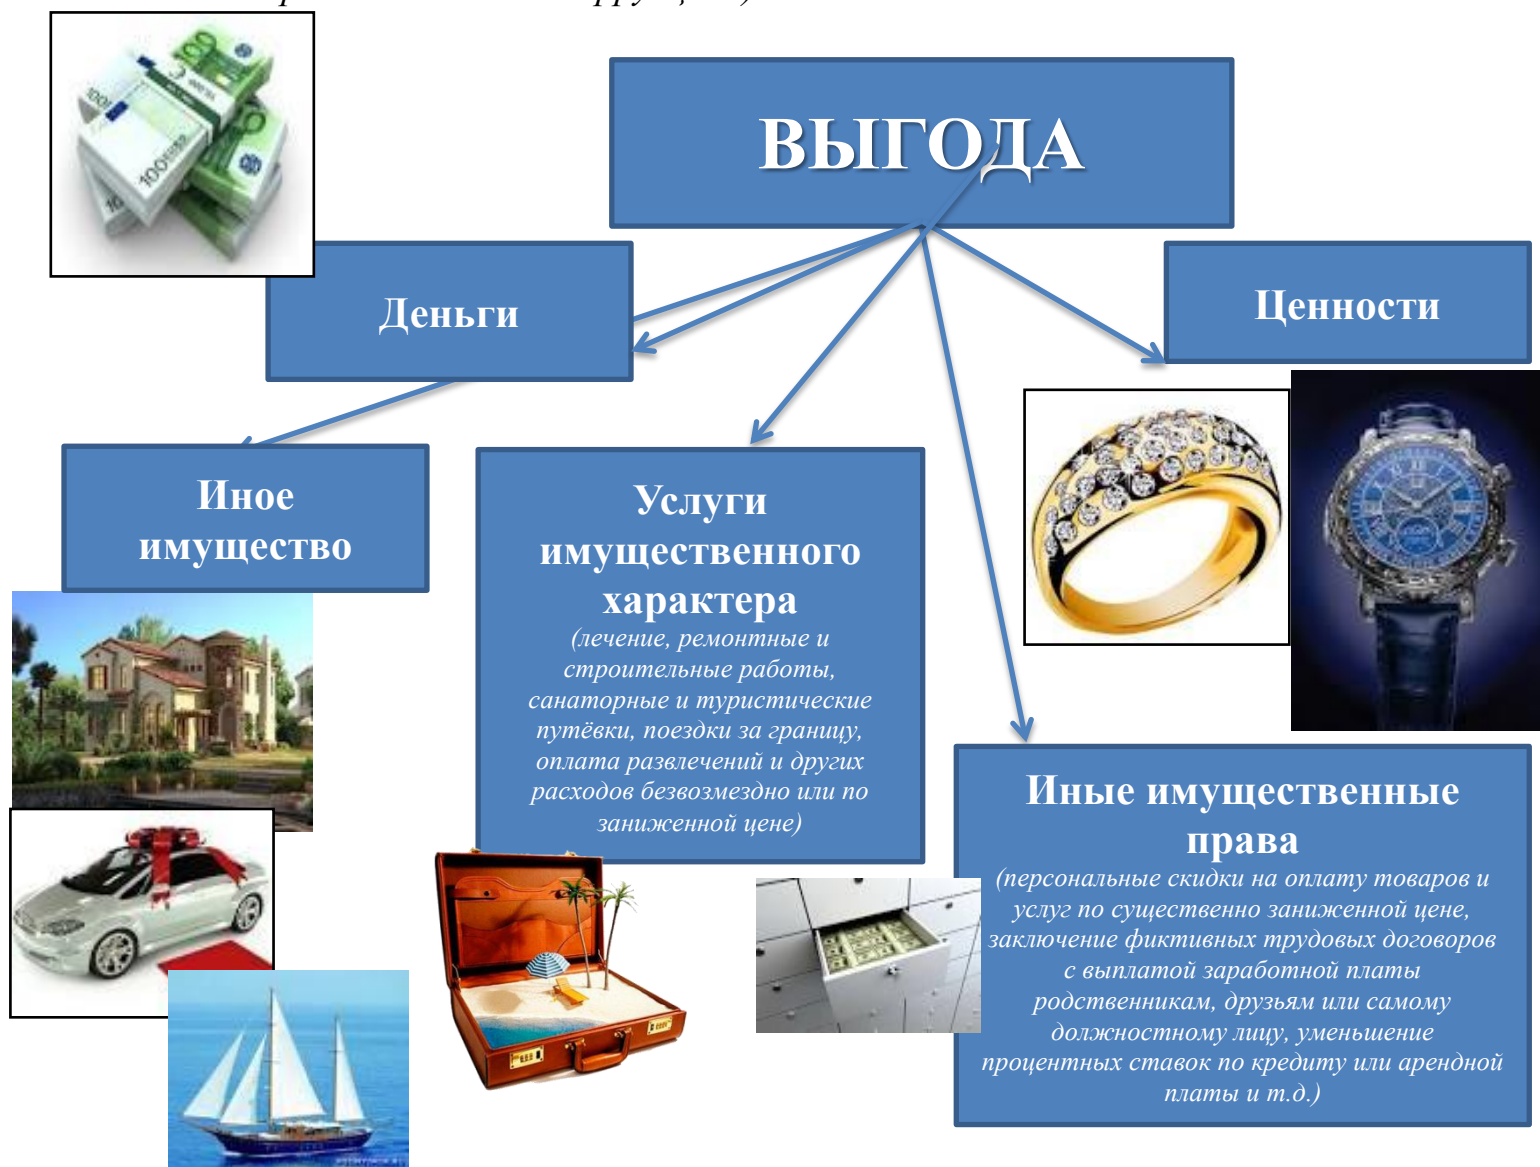 ВЫГОДА
Деньги
Ценности
Иное
имущество
Услуги
имущественного
характера
(лечение, ремонтные и
строительные работы,
санаторные и туристические
путёвки, поездки за границу,
оплата развлечений и других
расходов безвозмездно или по
заниженной цене)
Иные имущественные
права
(персональные скидки на оплату товаров и
услуг по существенно заниженной цене,
заключение фиктивных трудовых договоров
с выплатой заработной платы
родственникам, друзьям или самому
должностному лицу, уменьшение
процентных ставок по кредиту или арендной
платы и т.д.)
100
100